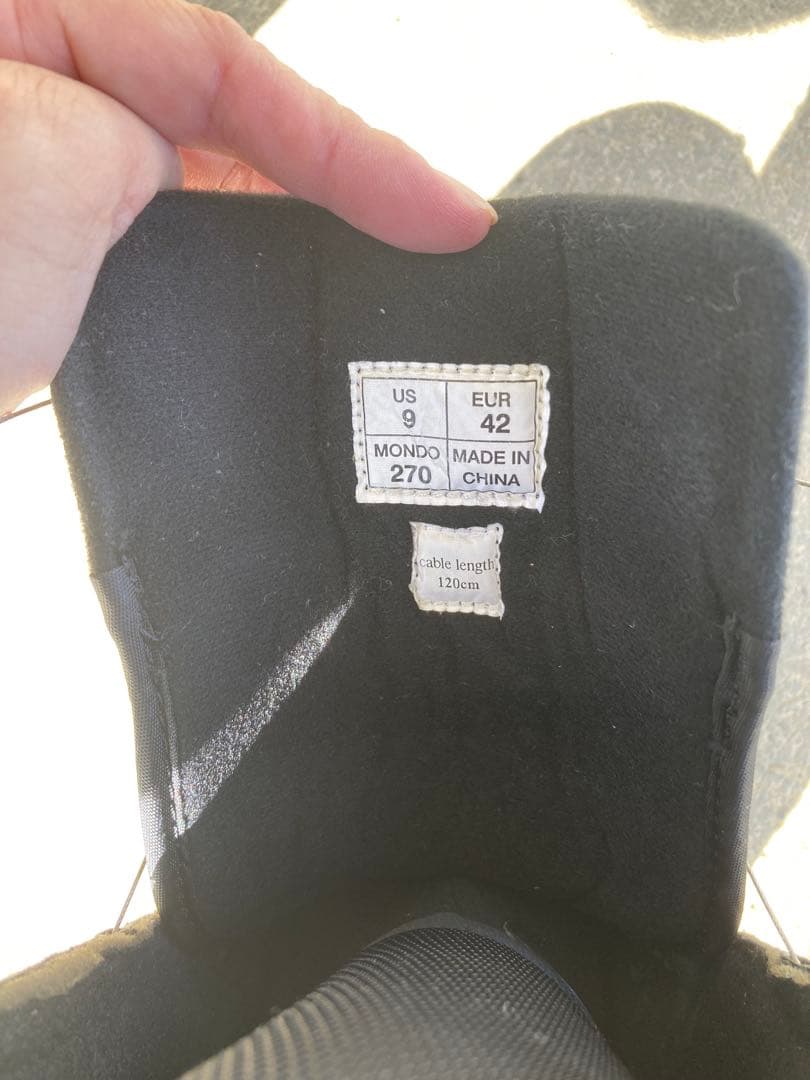 US
9
EUR
42
MONDO
270
MADE IN
CHINA
cable length
120cm